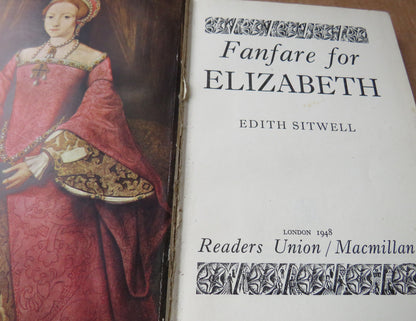 Fanfare for
ELIZABETH
EDITH SITWELL
LONDON 1948
Readers Union / Macmillan